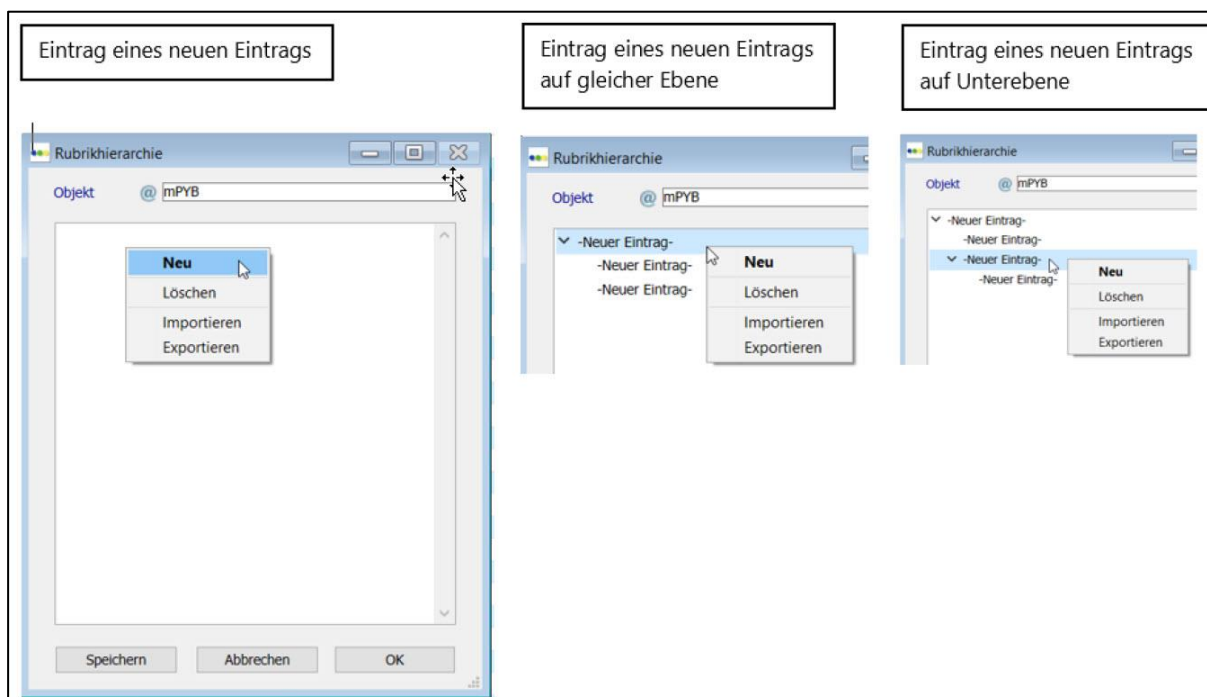 Eintrag eines neuen Eintrags
Rubrikhierarchie
Objekt @ mPYB
Neu
Löschen
Importieren
Exportieren
Speichern Abbrechen OK
Eintrag eines neuen Eintrags
auf gleicher Ebene
Rubrikhierarchie
Objekt @ mPYB
-Neuer Eintrag-
-Neuer Eintrag-
-Neuer Eintrag-
Neu
Löschen
Importieren
Exportieren
Eintrag eines neuen Eintrags
auf Unterebene
Rubrikhierarchie
Objekt @ mPYB
-Neuer Eintrag-
-Neuer Eintrag-
-Neuer Eintrag-
-Neuer Eintrag-
Neu
Löschen
Importieren
Exportieren